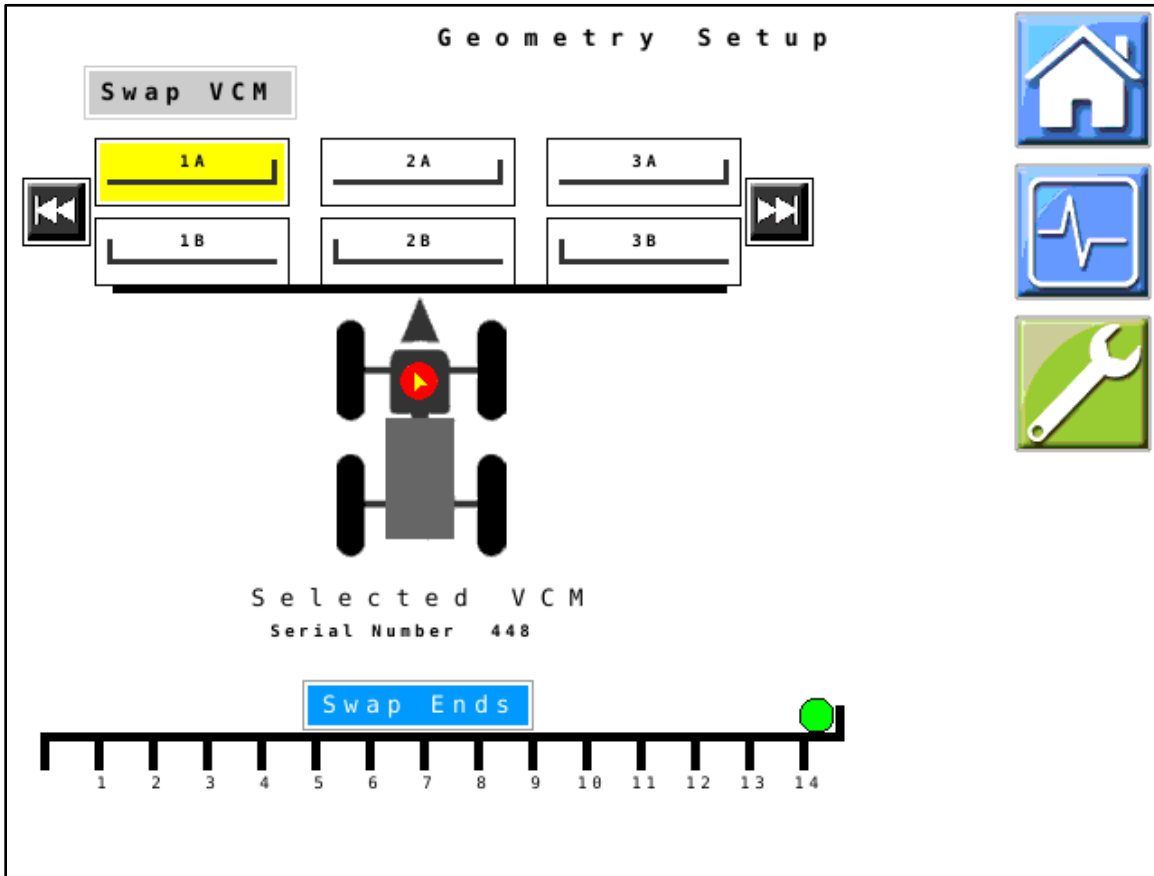 Geometry Setup
Swap VCM
1A 2A 3A
1B 2B 3B
Selected VCM
Serial Number 448
Swap Ends
1 2 3 4 5 6 7 8 9 10 11 12 13 14